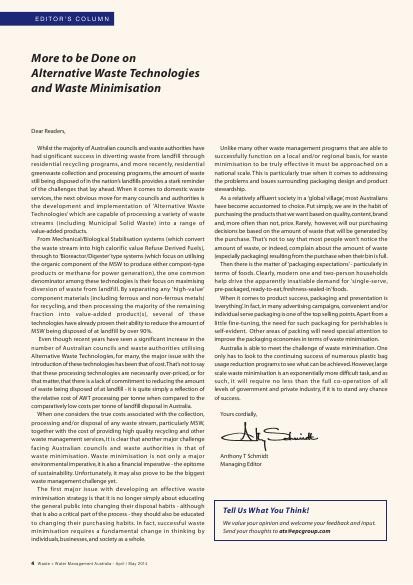 EDITOR'S COLUMN
More to be Done on
Alternative Waste Technologies
and Waste Minimisation
Dear Readers,
Whilst the majority of Australian councils and waste authorities have
had significant success in diverting waste from landfill through
residential recycling programs, and more recently, residential
greenwaste collection and processing programs, the amount of waste
still being disposed of in the nation's landfills provides a stark reminder
of the challenges that lay ahead. When it comes to domestic waste
services, the next obvious move for many councils and authorities is
the development and implementation of 'Alternative Waste
Technologies' which are capable of processing a variety of waste
streams (including Municipal Solid Waste) into a range of
value-added products.
From Mechanical/Biological Stabilisation systems (which convert
the waste stream into high calorific value Refuse Derived Fuels),
through to 'Bioreactor/Digester' type systems (which focus on utilising
the organic component of the MSW to produce either compost-type
products or methane for power generation), the one common
denominator among these technologies is their focus on maximising
diversion of waste from landfill. By separating any 'high-value'
component materials (including ferrous and non-ferrous metals)
for recycling, and then processing the majority of the remaining
fraction into value-added product(s), several of these
technologies have already proven their ability to reduce the amount of
MSW being disposed of at landfill by over 90%.
Even though recent years have seen a significant increase in the
number of Australian councils and waste authorities utilising
Alternative Waste Technologies, for many, the major issue with the
introduction of these technologies has been that of cost. That's not to say
that these processing technologies are necessarily over-priced, or for
that matter, that there is a lack of commitment to reducing the amount
of waste being disposed of at landfill - it is quite simply a reflection of
the relative cost of AWT processing per tonne when compared to the
comparatively low costs per tonne of landfill disposal in Australia.
When one considers the true costs associated with the collection,
processing and/or disposal of any waste stream, particularly MSW,
together with the cost of providing high quality recycling and other
waste management services, it is clear that another major challenge
facing Australian councils and waste authorities is that of
waste minimisation. Waste minimisation is not only a major
environmental imperative, it is also a financial imperative - the epitome
of sustainability. Unfortunately, it may also prove to be the biggest
waste management challenge yet.
The first major issue with developing an effective waste
minimisation strategy is that it is no longer simply about educating
the general public into changing their disposal habits - although
that is also a critical part of the process - they should also be educated
to changing their purchasing habits. In fact, successful waste
minimisation requires a fundamental change in thinking by
individuals, businesses, and society as a whole.
Unlike many other waste management programs that are able to
successfully function on a local and/or regional basis, for waste
minimisation to be truly effective it must be approached on a
national scale. This is particularly true when it comes to addressing
the problems and issues surrounding packaging design and product
stewardship.
As a relatively affluent society in a 'global village', most Australians
have become accustomed to choice. Put simply, we are in the habit of
purchasing the products that we want based on quality, content, brand
and, more often than not, price. Rarely, however, will our purchasing
decisions be based on the amount of waste that will be generated by
the purchase. That's not to say that most people won't notice the
amount of waste, or indeed, complain about the amount of waste
(especially packaging) resulting from the purchase when their bin is full.
Then there is the matter of 'packaging expectations' - particularly in
terms of foods. Clearly, modern one and two-person households
help drive the apparently insatiable demand for 'single-serve,
pre-packaged, ready-to-eat, freshness-sealed-in' foods.
When it comes to product success, packaging and presentation is
'everything'. In fact, in many advertising campaigns, convenience and/or
individual serve packaging is one of the top selling points. Apart from a
little fine-tuning, the need for such packaging for perishables is
self-evident. Other areas of packing will need special attention to
improve the packaging economies in terms of waste minimisation.
Australia is able to meet the challenge of waste minimisation. One
only has to look to the continuing success of numerous plastic bag
usage reduction programs to see what can be achieved. However, large
scale waste minimisation is an exponentially more difficult task, and as
such, it will require no less than the full co-operation of all
levels of government and private industry, if it is to stand any chance
of success.
Yours cordially,
Anthony T Schmidt
Managing Editor
Tell Us What You Think!
We value your opinion and welcome your feedback and input.
Send your thoughts to ats@epcgroup.com
4 Waste + Water Management Australia - April / May 2014